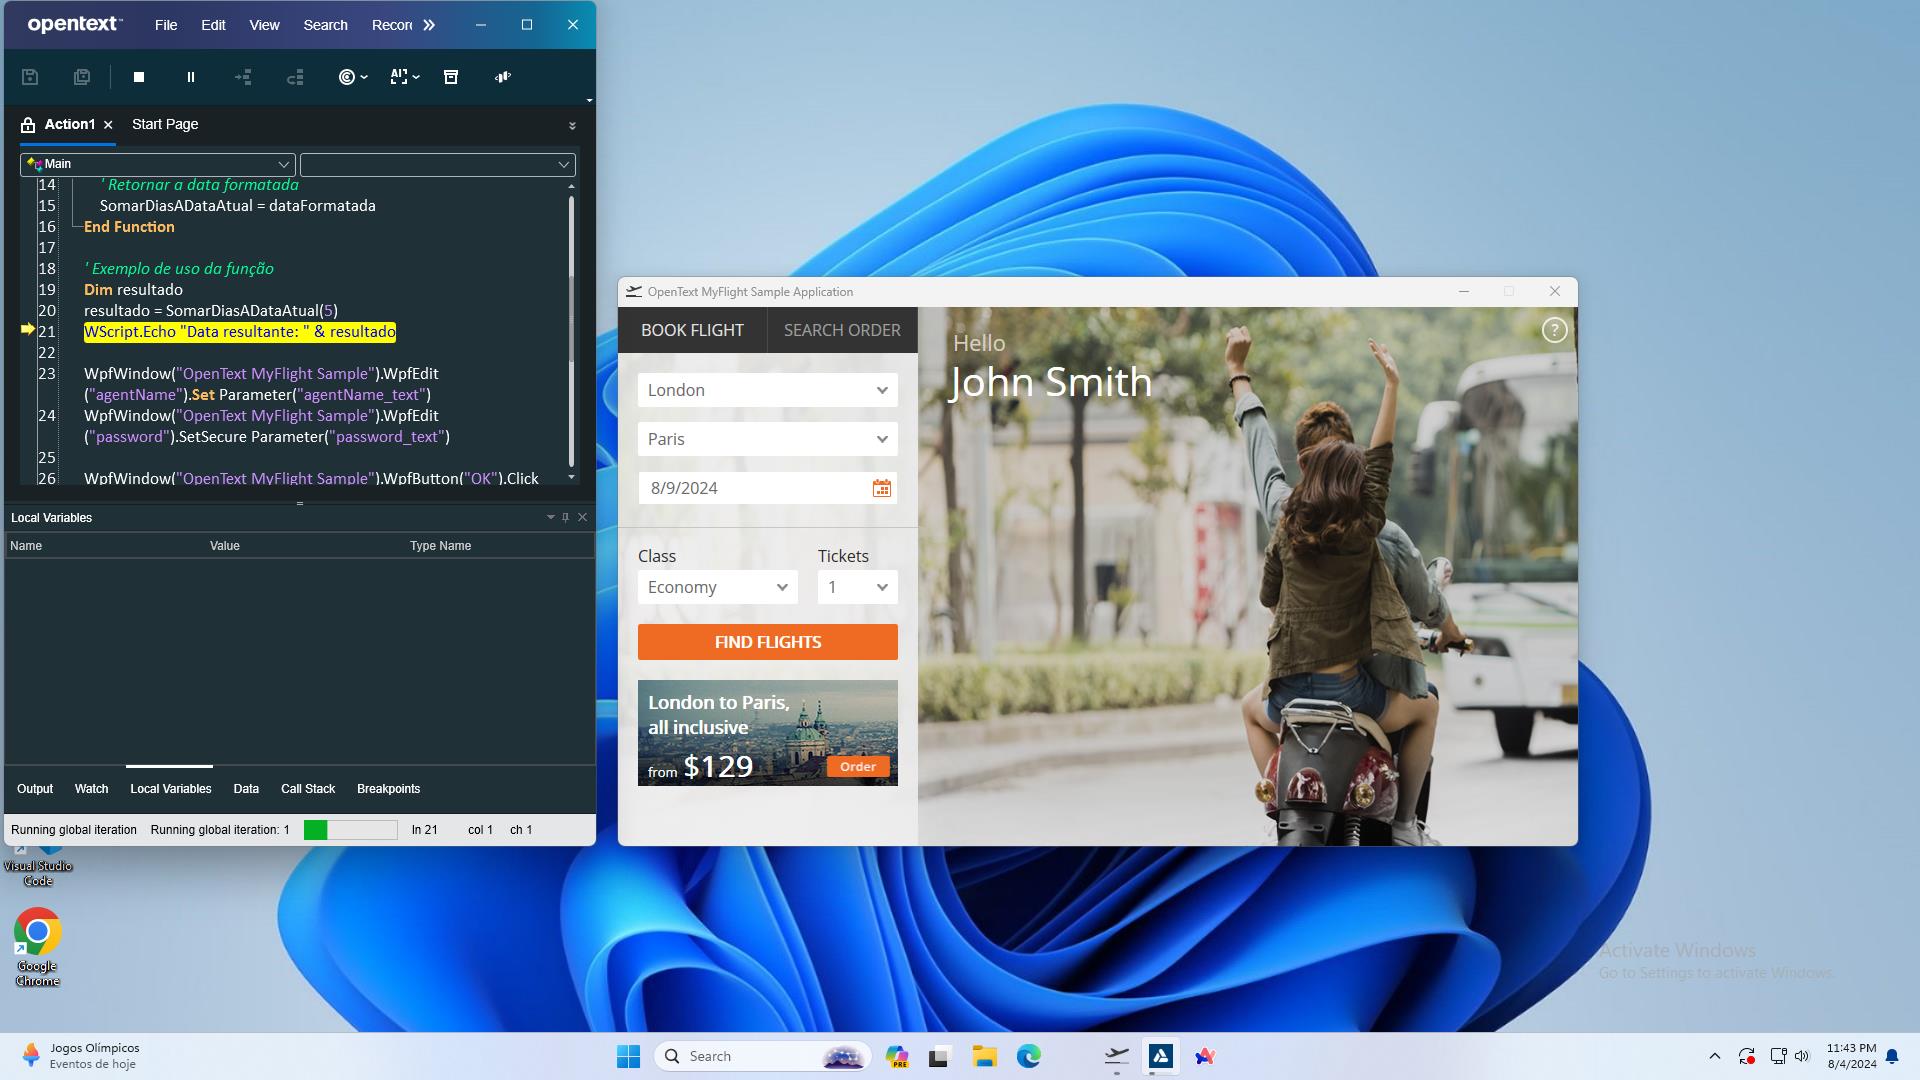 opentext™ File Edit View Search Record
Action1 Start Page
Main
14 ' Retornar a data formatada
15 SomarDiasADataAtual = dataFormatada
16 End Function
17
18 ' Exemplo de uso da função
19 Dim resultado
20 resultado = SomarDiasADataAtual(5)
21 WScript.Echo "Data resultante: " & resultado
22
23 WpfWindow("OpenText MyFlight Sample").WpfEdit
("agentName").Set Parameter("agentName_text")
24 WpfWindow("OpenText MyFlight Sample").WpfEdit
("password").SetSecure Parameter("password_text")
25
26 WpfWindow("OpenText MyFlight Sample").WpfButton("OK").Click
Local Variables
Name Value Type Name
Output Watch Local Variables Data Call Stack Breakpoints
Running global iteration Running global iteration: 1 ln 21 col 1 ch 1
OpenText MyFlight Sample Application
BOOK FLIGHT SEARCH ORDER
London
Paris
8/9/2024
Class Tickets
Economy 1
FIND FLIGHTS
London to Paris,
all inclusive
from $129 Order
Hello
John Smith
?
Visual Studio
Code
Google
Chrome
Activate Windows
Go to Settings to activate Windows.
Jogos Olímpicos
Eventos de hoje
Search
PRE
11:43 PM
8/4/2024